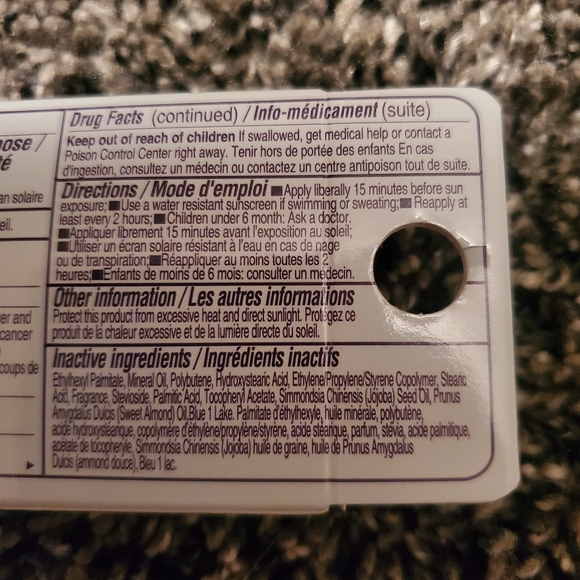 pose /
té
an solaire
eil.
er and
cancer
coups de
Drug Facts (continued) / Info-médicament (suite)
Keep out of reach of children If swallowed, get medical help or contact a
Poison Control Center right away. Tenir hors de portée des enfants En cas
d'ingestion, consultez un médecin ou contactez un centre antipoison tout de suite.
Directions / Mode d'emploi ■Apply liberally 15 minutes before sun
exposure; ■Use a water resistant sunscreen if swimming or sweating;■ Reapply at
least every 2 hours; ■ Children under 6 month: Ask a doctor.
■Appliquer librement 15 minutes avant l'exposition au soleil;
■Utiliser un écran solaire résistant à l'eau en cas de nage
ou de transpiration; ■Réappliquer au moins toutes les 2
heures;■Enfants de moins de 6 mois: consulter un médecin.
Other information / Les autres informations
Protect this product from excessive heat and direct sunlight. Protégez ce
produit de la chaleur excessive et de la lumière directe du soleil.
Inactive ingredients / Ingrédients inactifs
Ethylhexyl Palmitate, Mineral Oil, Polybutene, Hydroxystearic Acid, Ethylene/Propylene/Styrene Copolymer, Stearic
Acid, Fragrance, Stevioside, Palmitic Acid, Tocopheryl Acetate, Simmondsia Chinensis (Jojoba) Seed Oil, Prunus
Amygdalus Dulcis (Sweet Almond) Oil,Blue 1 Lake. Palmitate d'éthylhexyle, huile minérale, polybutène,
acide hydroxystéarique, copolymère d'éthylène/propylène/styrène, acide stéarique, parfum, stévia, acide palmitique,
acétate de tocopheryle, Simmondsia Chinensis (Jojoba) huile de graine, huile de Prunus Amygdalus
Dulcis (ammond douce), Bleu 1 lac.